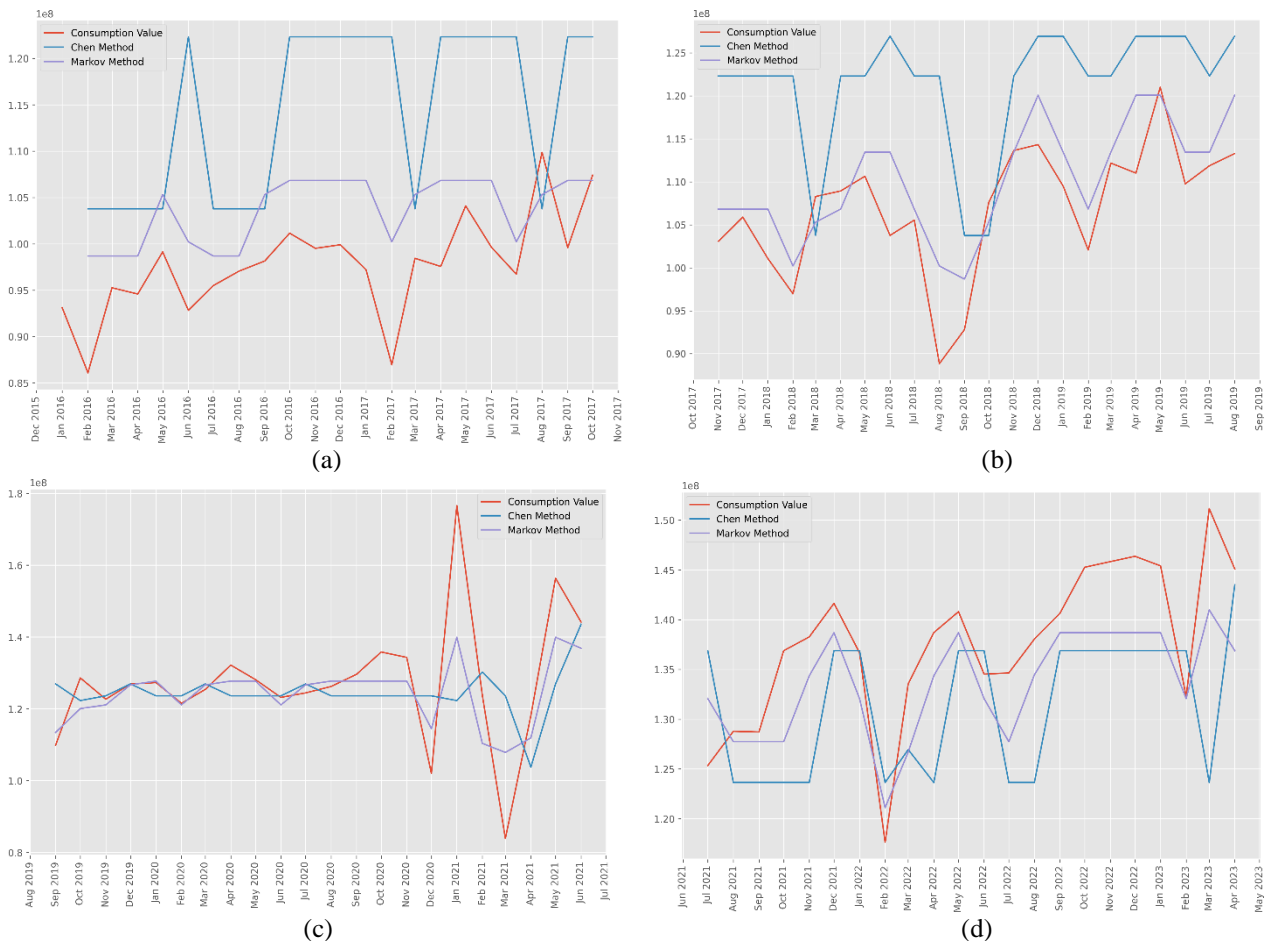 1e8
Consumption Value
Chen Method
Markov Method
1.20
1.15
1.10
1.05
1.00
0.95
0.90
0.85
Dec 2015
Jan 2016
Feb 2016
Mar 2016
Apr 2016
May 2016
Jun 2016
Jul 2016
Aug 2016
Sep 2016
Oct 2016
Nov 2016
Dec 2016
Jan 2017
Feb 2017
Mar 2017
Apr 2017
May 2017
Jun 2017
Jul 2017
Aug 2017
Sep 2017
Oct 2017
Nov 2017
(a)
1e8
Consumption Value
Chen Method
Markov Method
1.25
1.20
1.15
1.10
1.05
1.00
0.95
0.90
Oct 2017
Nov 2017
Dec 2017
Jan 2018
Feb 2018
Mar 2018
Apr 2018
May 2018
Jun 2018
Jul 2018
Aug 2018
Sep 2018
Oct 2018
Nov 2018
Dec 2018
Jan 2019
Feb 2019
Mar 2019
Apr 2019
May 2019
Jun 2019
Jul 2019
Aug 2019
Sep 2019
(b)
1e8
Consumption Value
Chen Method
Markov Method
1.8
1.6
1.4
1.2
1.0
0.8
Aug 2019
Sep 2019
Oct 2019
Nov 2019
Dec 2019
Jan 2020
Feb 2020
Mar 2020
Apr 2020
May 2020
Jun 2020
Jul 2020
Aug 2020
Sep 2020
Oct 2020
Nov 2020
Dec 2020
Jan 2021
Feb 2021
Mar 2021
Apr 2021
May 2021
Jun 2021
Jul 2021
(c)
1e8
Consumption Value
Chen Method
Markov Method
1.50
1.45
1.40
1.35
1.30
1.25
1.20
Jun 2021
Jul 2021
Aug 2021
Sep 2021
Oct 2021
Nov 2021
Dec 2021
Jan 2022
Feb 2022
Mar 2022
Apr 2022
May 2022
Jun 2022
Jul 2022
Aug 2022
Sep 2022
Oct 2022
Nov 2022
Dec 2022
Jan 2023
Feb 2023
Mar 2023
Apr 2023
May 2023
(d)